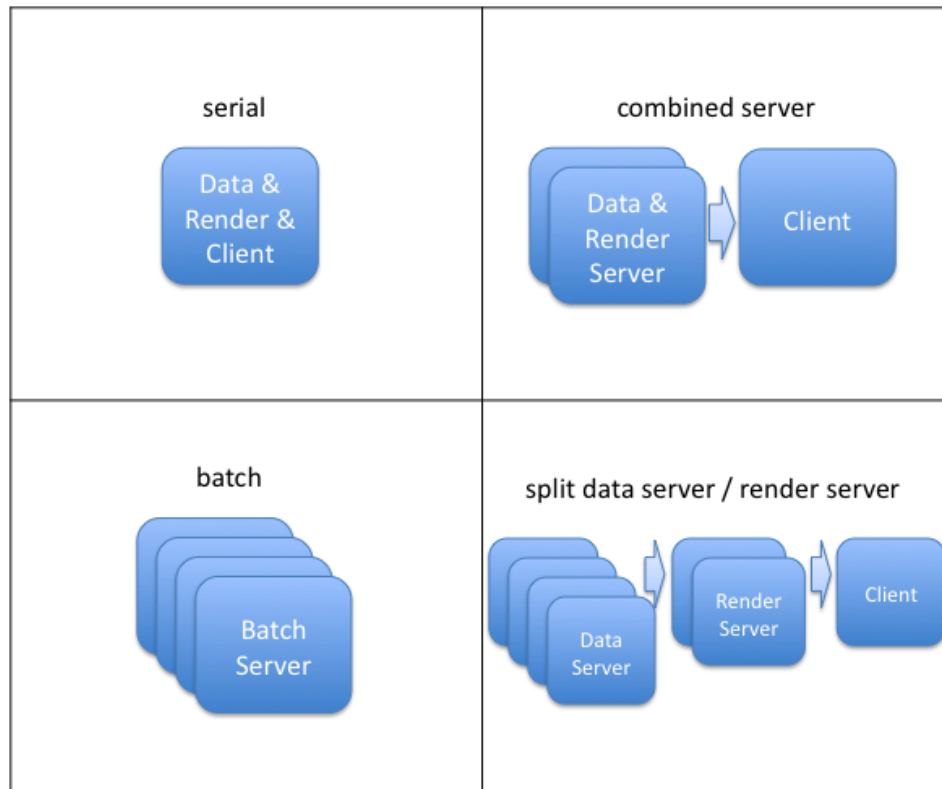 serial
Data &
Render &
Client
combined server
Data &
Render
Server
Client
batch
Batch
Server
split data server / render server
Data
Server
Render
Server
Client